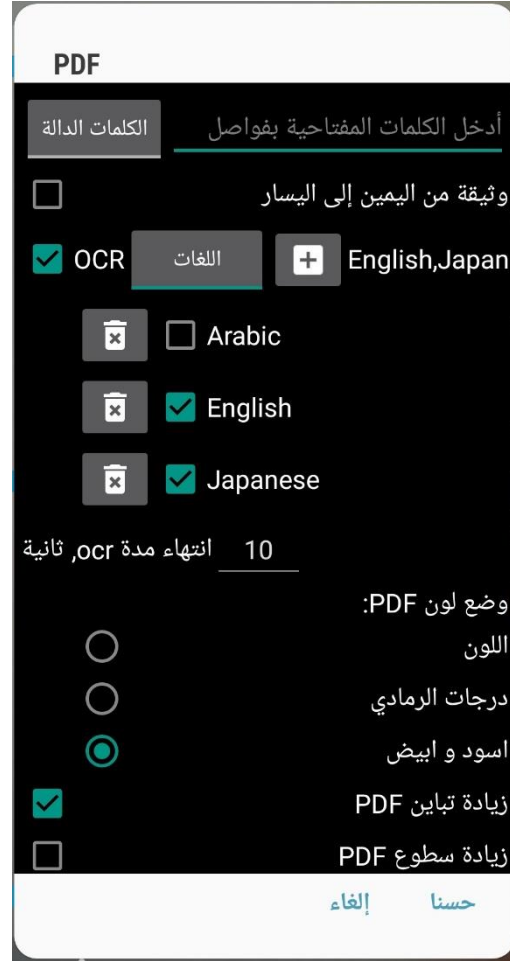 PDF
أدخل الكلمات المفتاحية بفواصل الكلمات الدالة
وثيقة من اليمين إلى اليسار
OCR اللغات English,Japan
Arabic
English
Japanese
انتهاء مدة ocr, ثانية 10
وضع لون PDF:
اللون
درجات الرمادي
اسود و ابيض
زيادة تباين PDF
زيادة سطوع PDF
حسنا إلغاء